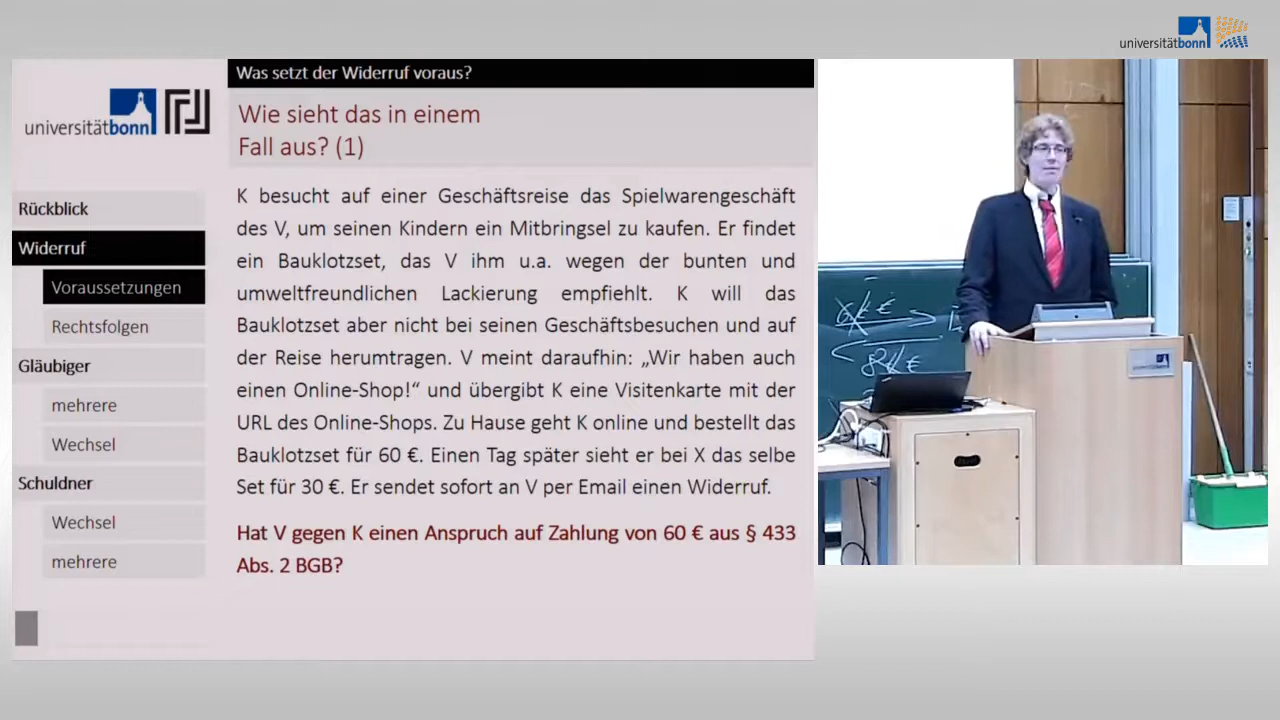 universitätbonn
Was setzt der Widerruf voraus?
universitätbonn
Wie sieht das in einem
Fall aus? (1)
Rückblick
Widerruf
Voraussetzungen
Rechtsfolgen
Gläubiger
mehrere
Wechsel
Schuldner
Wechsel
mehrere
K besucht auf einer Geschäftsreise das Spielwarengeschäft
des V, um seinen Kindern ein Mitbringsel zu kaufen. Er findet
ein Bauklotzset, das V ihm u.a. wegen der bunten und
umweltfreundlichen Lackierung empfiehlt. K will das
Bauklotzset aber nicht bei seinen Geschäftsbesuchen und auf
der Reise herumtragen. V meint daraufhin: „Wir haben auch
einen Online-Shop!“ und übergibt K eine Visitenkarte mit der
URL des Online-Shops. Zu Hause geht K online und bestellt das
Bauklotzset für 60 €. Einen Tag später sieht er bei X das selbe
Set für 30 €. Er sendet sofort an V per Email einen Widerruf.
Hat V gegen K einen Anspruch auf Zahlung von 60 € aus § 433
Abs. 2 BGB?
universitätbonn